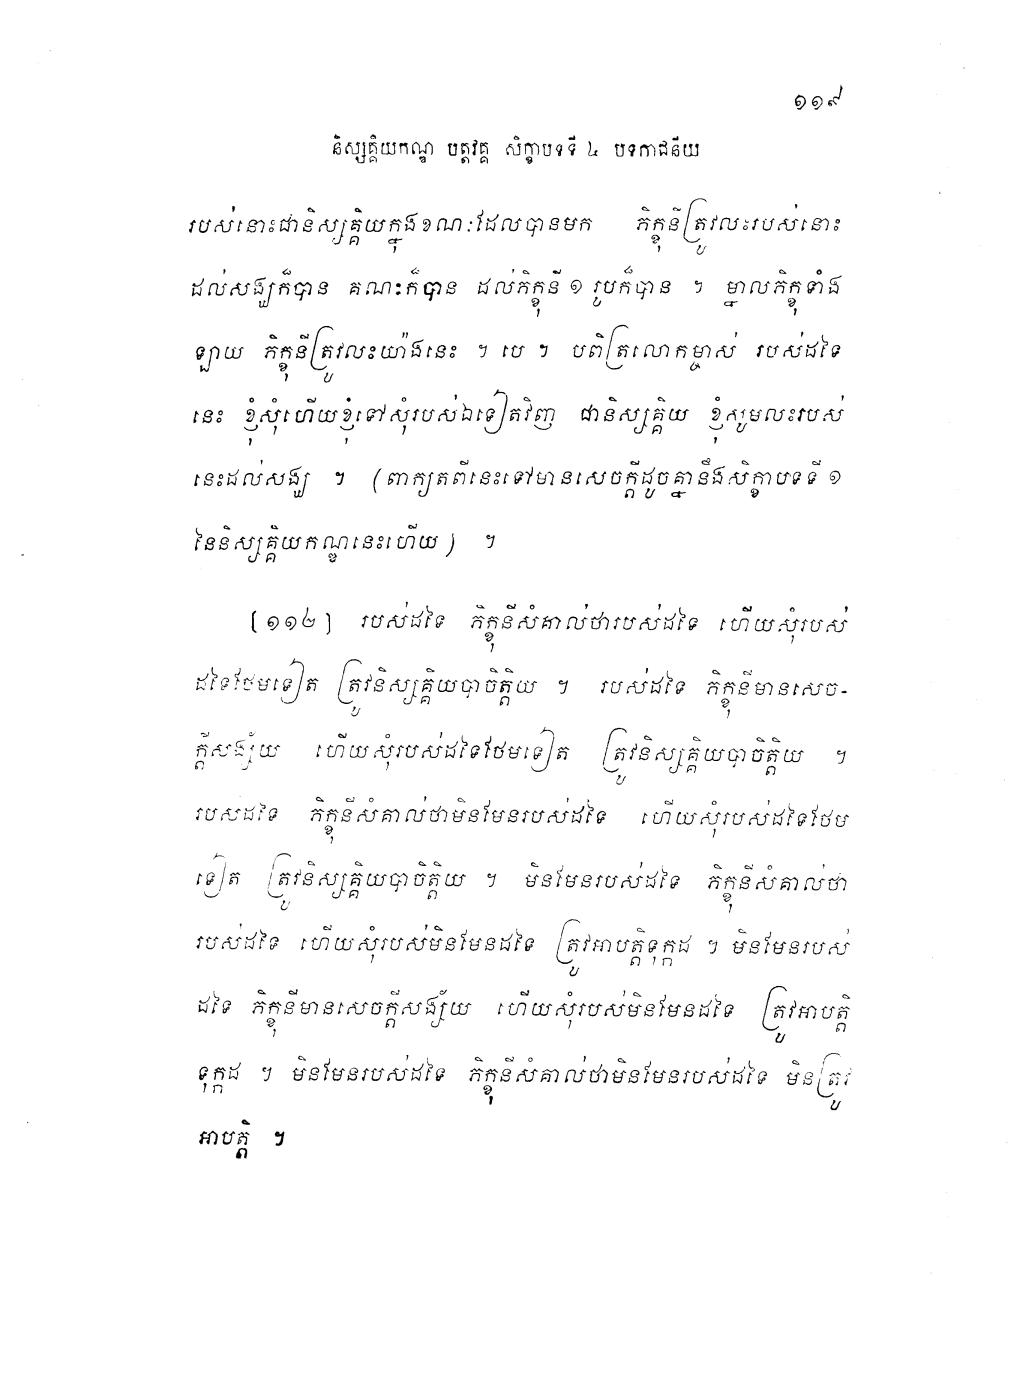 ១១៩
និស្សគ្គិយកណ្ឌ បត្តវគ្គ សិក្ខាបទទី ៤ បទភាជនីយ
របស់នោះជានិស្សគ្គិយក្នុងខណៈដែលបានមក ភិក្ខុនីត្រូវលះរបស់នោះ
ដល់សង្ឃក៏បាន គណៈក៏បាន ដល់ភិក្ខុនី ១ រូបក៏បាន ។ ម្នាលភិក្ខុទាំង
ឡាយ ភិក្ខុនីត្រូវលះយ៉ាងនេះ ។ បេ ។ បពិត្រលោកម្ចាស់ របស់ដទៃ
នេះ ខ្ញុំសុំហើយខ្ញុំទៅសុំរបស់ឯទៀតវិញ ជានិស្សគ្គិយ ខ្ញុំសូមលះរបស់
នេះដល់សង្ឃ ។ (ពាក្យតពីនេះទៅមានសេចក្តីដូចគ្នានឹងសិក្ខាបទទី ១
នៃនិស្សគ្គិយកណ្ឌនេះហើយ) ។
[១១៤] របស់ដទៃ ភិក្ខុនីសំគាល់ថារបស់ដទៃ ហើយសុំរបស់
ដទៃថែមទៀត ត្រូវនិស្សគ្គិយបាចិត្តិយ ។ របស់ដទៃ ភិក្ខុនីមានសេច-
ក្តីសង្ស័យ ហើយសុំរបស់ដទៃថែមទៀត ត្រូវនិស្សគ្គិយបាចិត្តិយ ។
របស់ដទៃ ភិក្ខុនីសំគាល់ថាមិនមែនរបស់ដទៃ ហើយសុំរបស់ដទៃថែម
ទៀត ត្រូវនិស្សគ្គិយបាចិត្តិយ ។ មិនមែនរបស់ដទៃ ភិក្ខុនីសំគាល់ថា
របស់ដទៃ ហើយសុំរបស់មិនមែនដទៃ ត្រូវអាបត្តិទុក្កដ ។ មិនមែនរបស់
ដទៃ ភិក្ខុនីមានសេចក្តីសង្ស័យ ហើយសុំរបស់មិនមែនដទៃ ត្រូវអាបត្តិ
ទុក្កដ ។ មិនមែនរបស់ដទៃ ភិក្ខុនីសំគាល់ថាមិនមែនរបស់ដទៃ មិនត្រូវ
អាបត្តិ ។